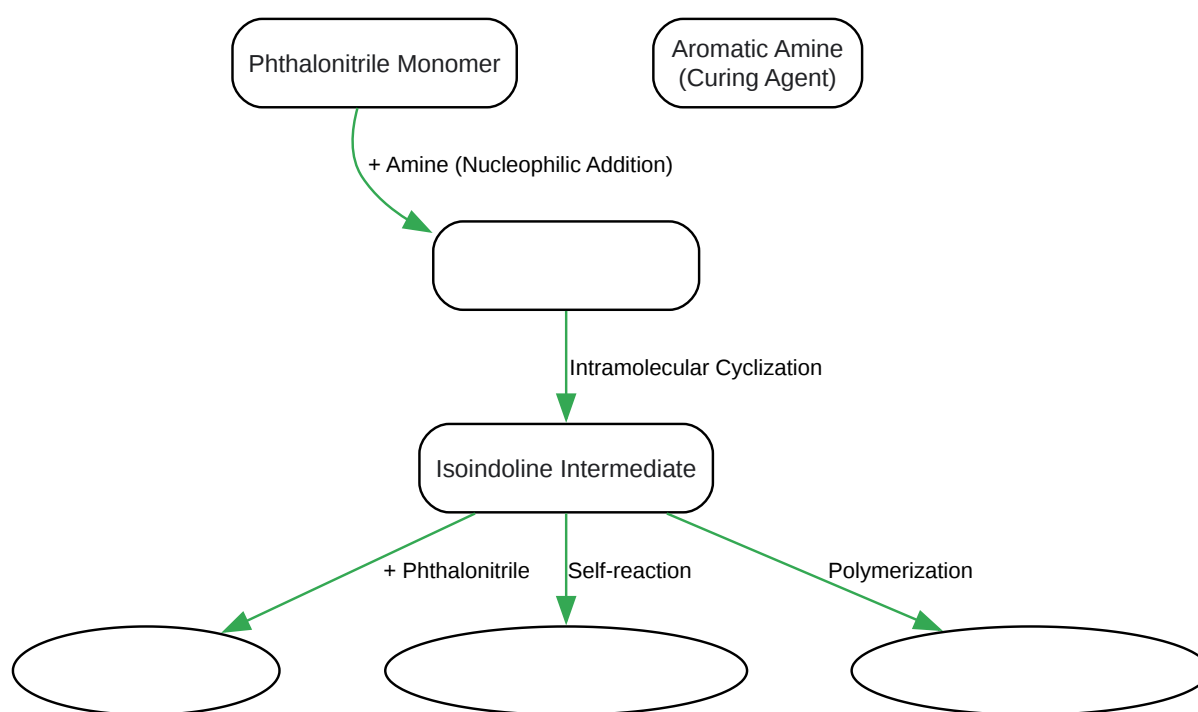 Phthalonitrile Monomer
Aromatic Amine
(Curing Agent)
+ Amine (Nucleophilic Addition)
Intramolecular Cyclization
Isoindoline Intermediate
+ Phthalonitrile
Self-reaction
Polymerization